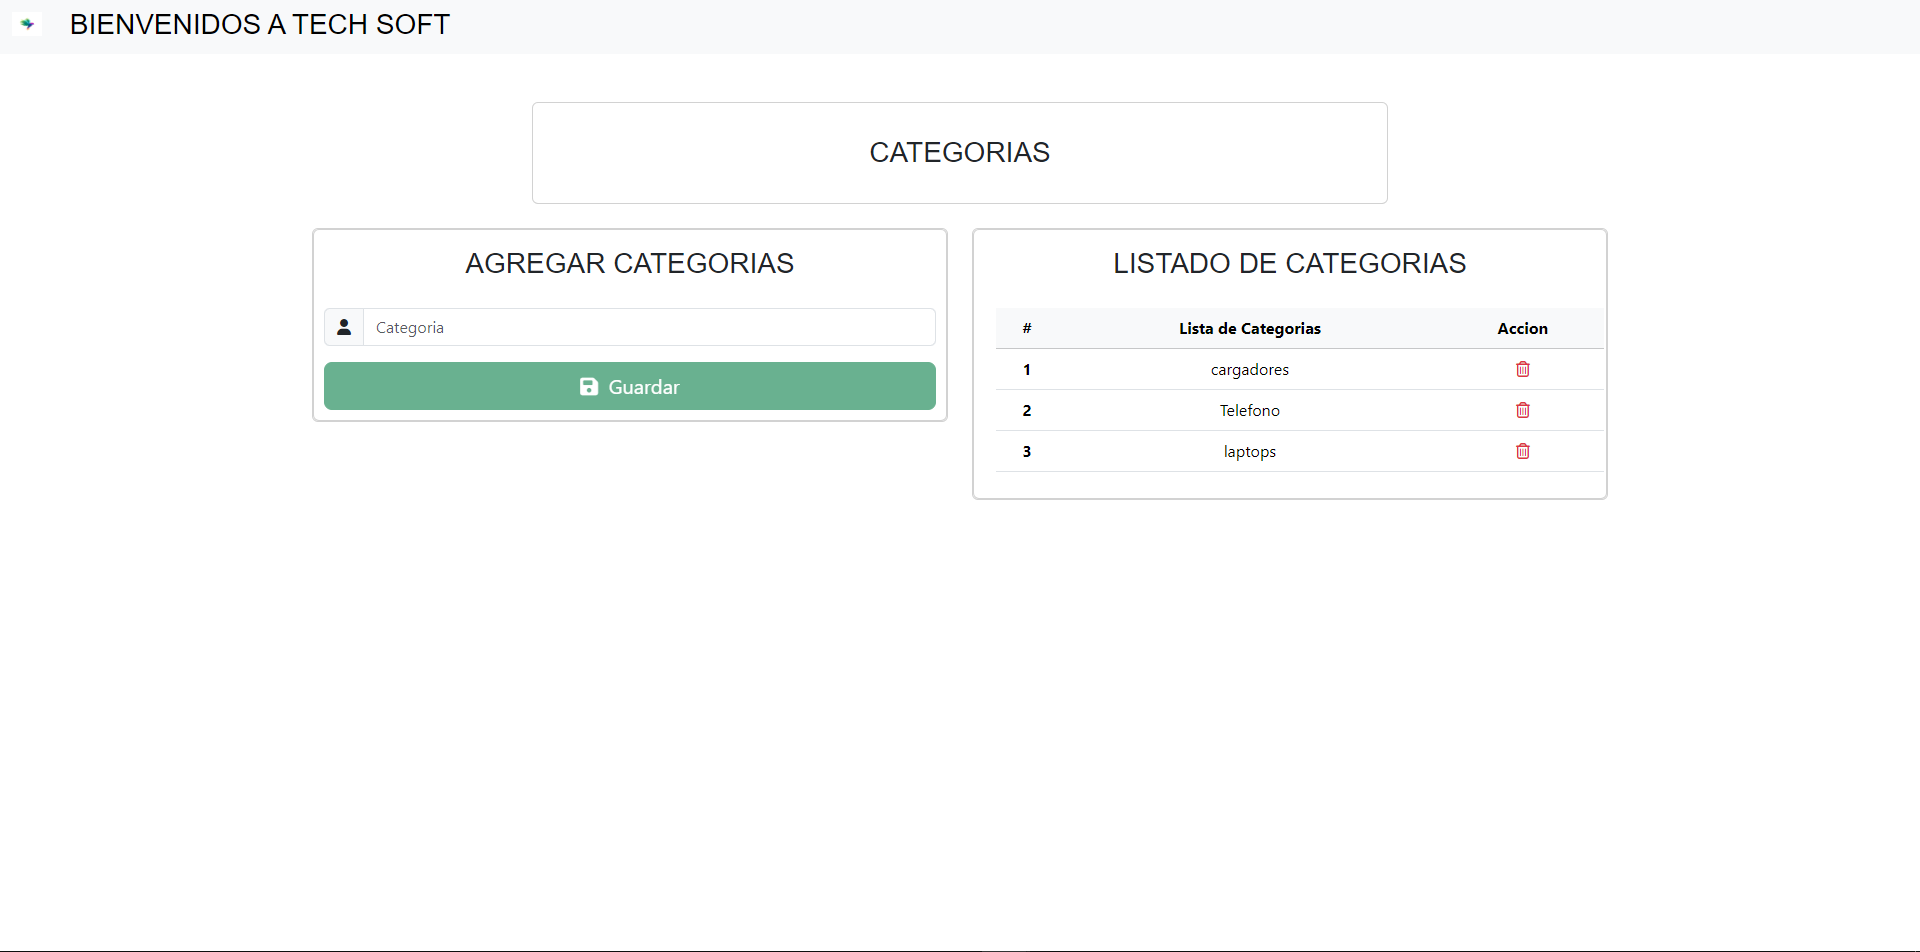 BIENVENIDOS A TECH SOFT
CATEGORIAS
AGREGAR CATEGORIAS
Categoria
Guardar
LISTADO DE CATEGORIAS
# Lista de Categorias Accion
1 cargadores
2 Telefono
3 laptops